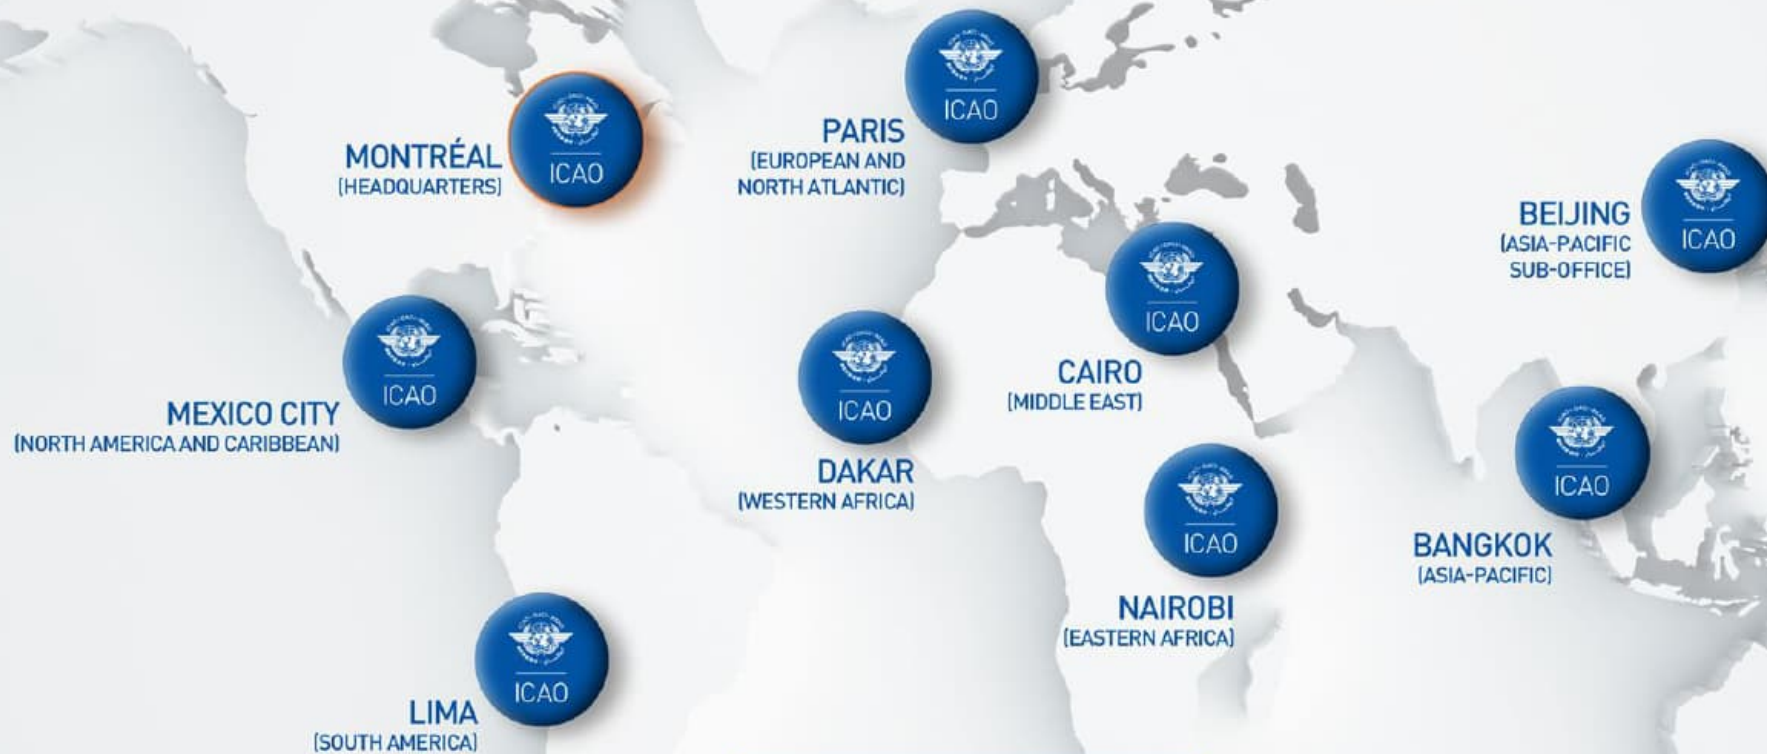 ICAO
PARIS
(EUROPEAN AND
NORTH ATLANTIC)
ICAO
MONTRÉAL
(HEADQUARTERS)
ICAO
BEIJING
(ASIA-PACIFIC
SUB-OFFICE)
ICAO
CAIRO
(MIDDLE EAST)
ICAO
MEXICO CITY
(NORTH AMERICA AND CARIBBEAN)
ICAO
DAKAR
(WESTERN AFRICA)
ICAO
BANGKOK
(ASIA-PACIFIC)
ICAO
NAIROBI
(EASTERN AFRICA)
ICAO
LIMA
(SOUTH AMERICA)